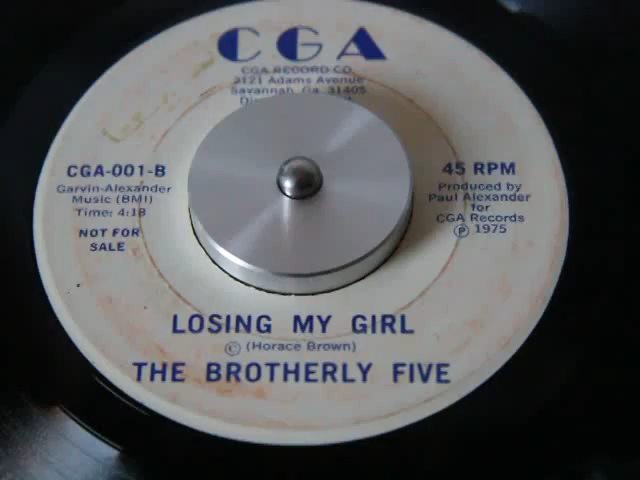 CGA
CGA RECORD CO.
2121 Adams Avenue
Savannah, Ga. 31405
CGA-001-B
Garvin-Alexander
Music (BMI)
Time: 4:18
NOT FOR
SALE
45 RPM
Produced by
Paul Alexander
for
CGA Records
Ⓟ 1975
LOSING MY GIRL
© (Horace Brown)
THE BROTHERLY FIVE